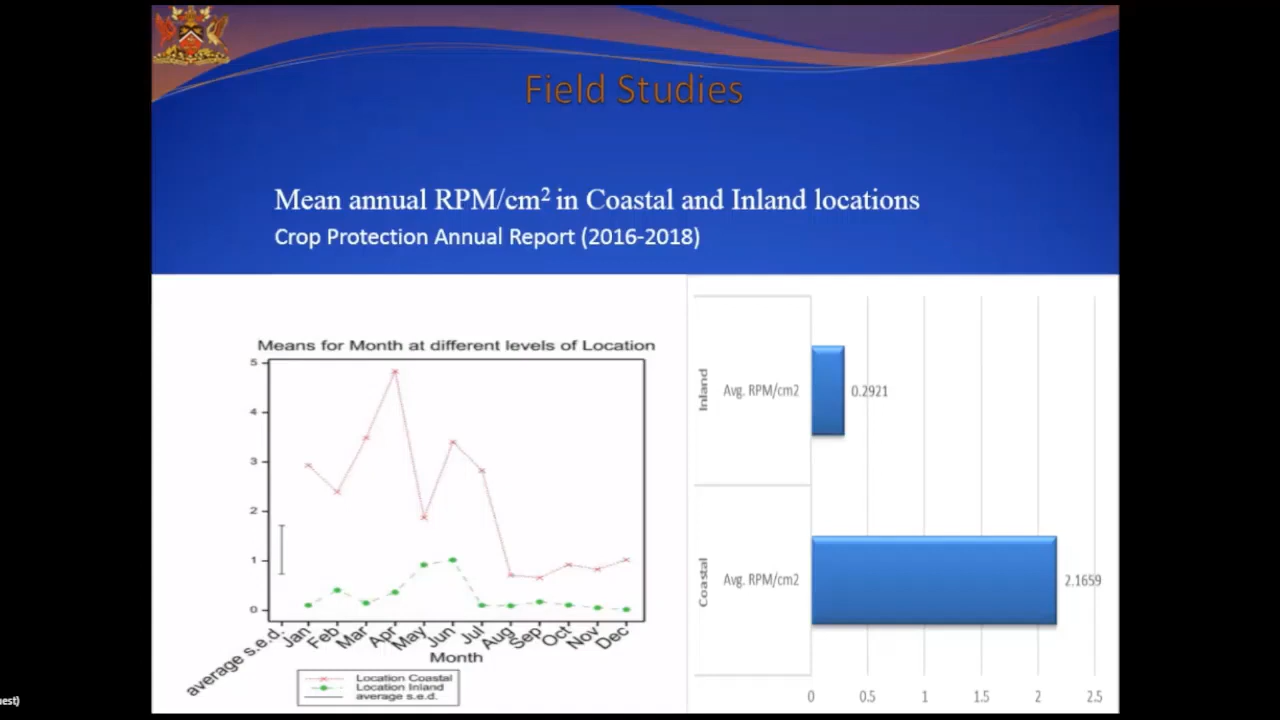 Field Studies
Mean annual RPM/cm² in Coastal and Inland locations
Crop Protection Annual Report (2016-2018)
Means for Month at different levels of Location
5
4
3
2
1
0
average s.e.d.
Jan
Feb
Mar
Apr
May
Jun
Jul
Aug
Sep
Oct
Nov
Dec
Month
Location Coastal
Location Inland
average s.e.d.
Inland
Avg. RPM/cm2
0.2921
Coastal
Avg. RPM/cm2
2.1659
0
0.5
1
1.5
2
2.5